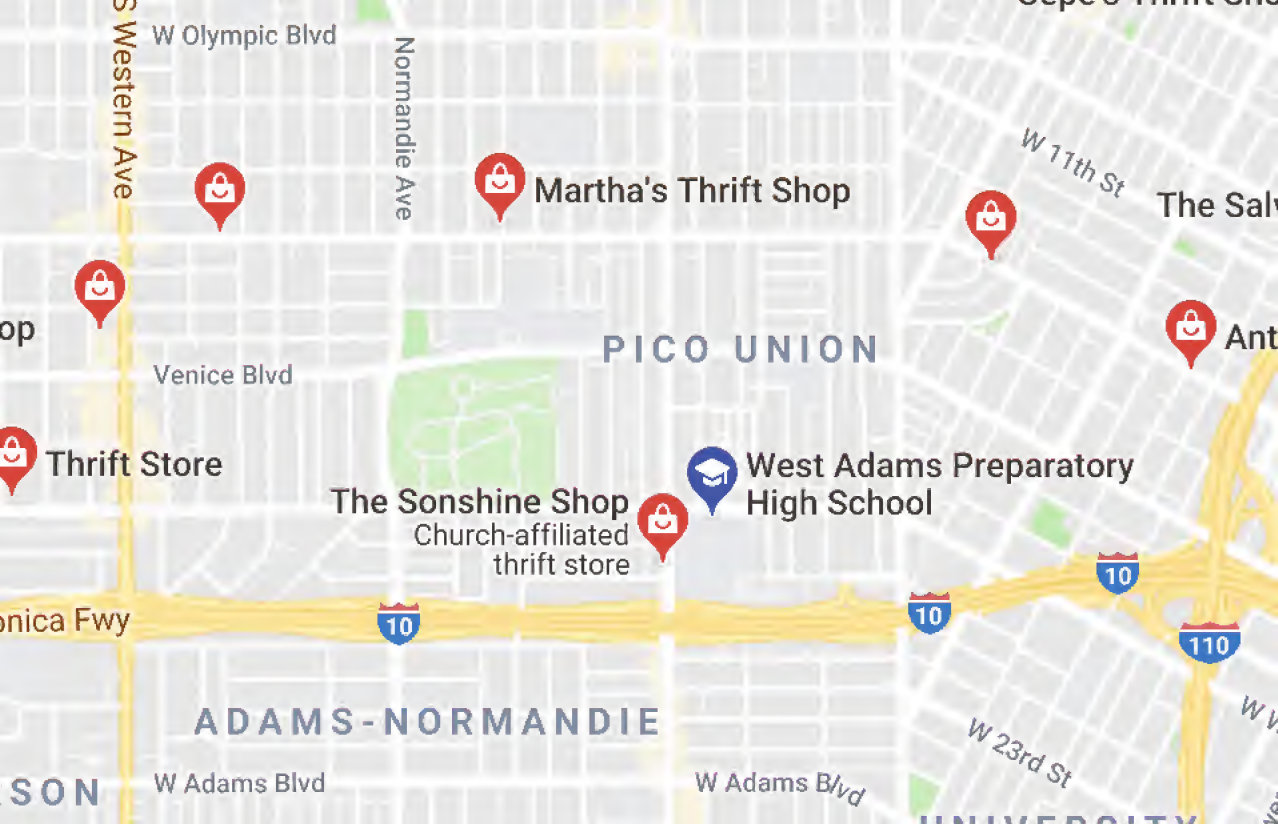 S Western Ave
W Olympic Blvd
Normandie Ave
W 11th St
Martha's Thrift Shop
The Salv
op
PICO UNION
Ant
Venice Blvd
Thrift Store
West Adams Preparatory
High School
The Sonshine Shop
Church-affiliated
thrift store
10
10
10
onica Fwy
110
ADAMS-NORMANDIE
W 23rd St
SON
W Adams Blvd
W Adams Blvd
UNIVERSITY